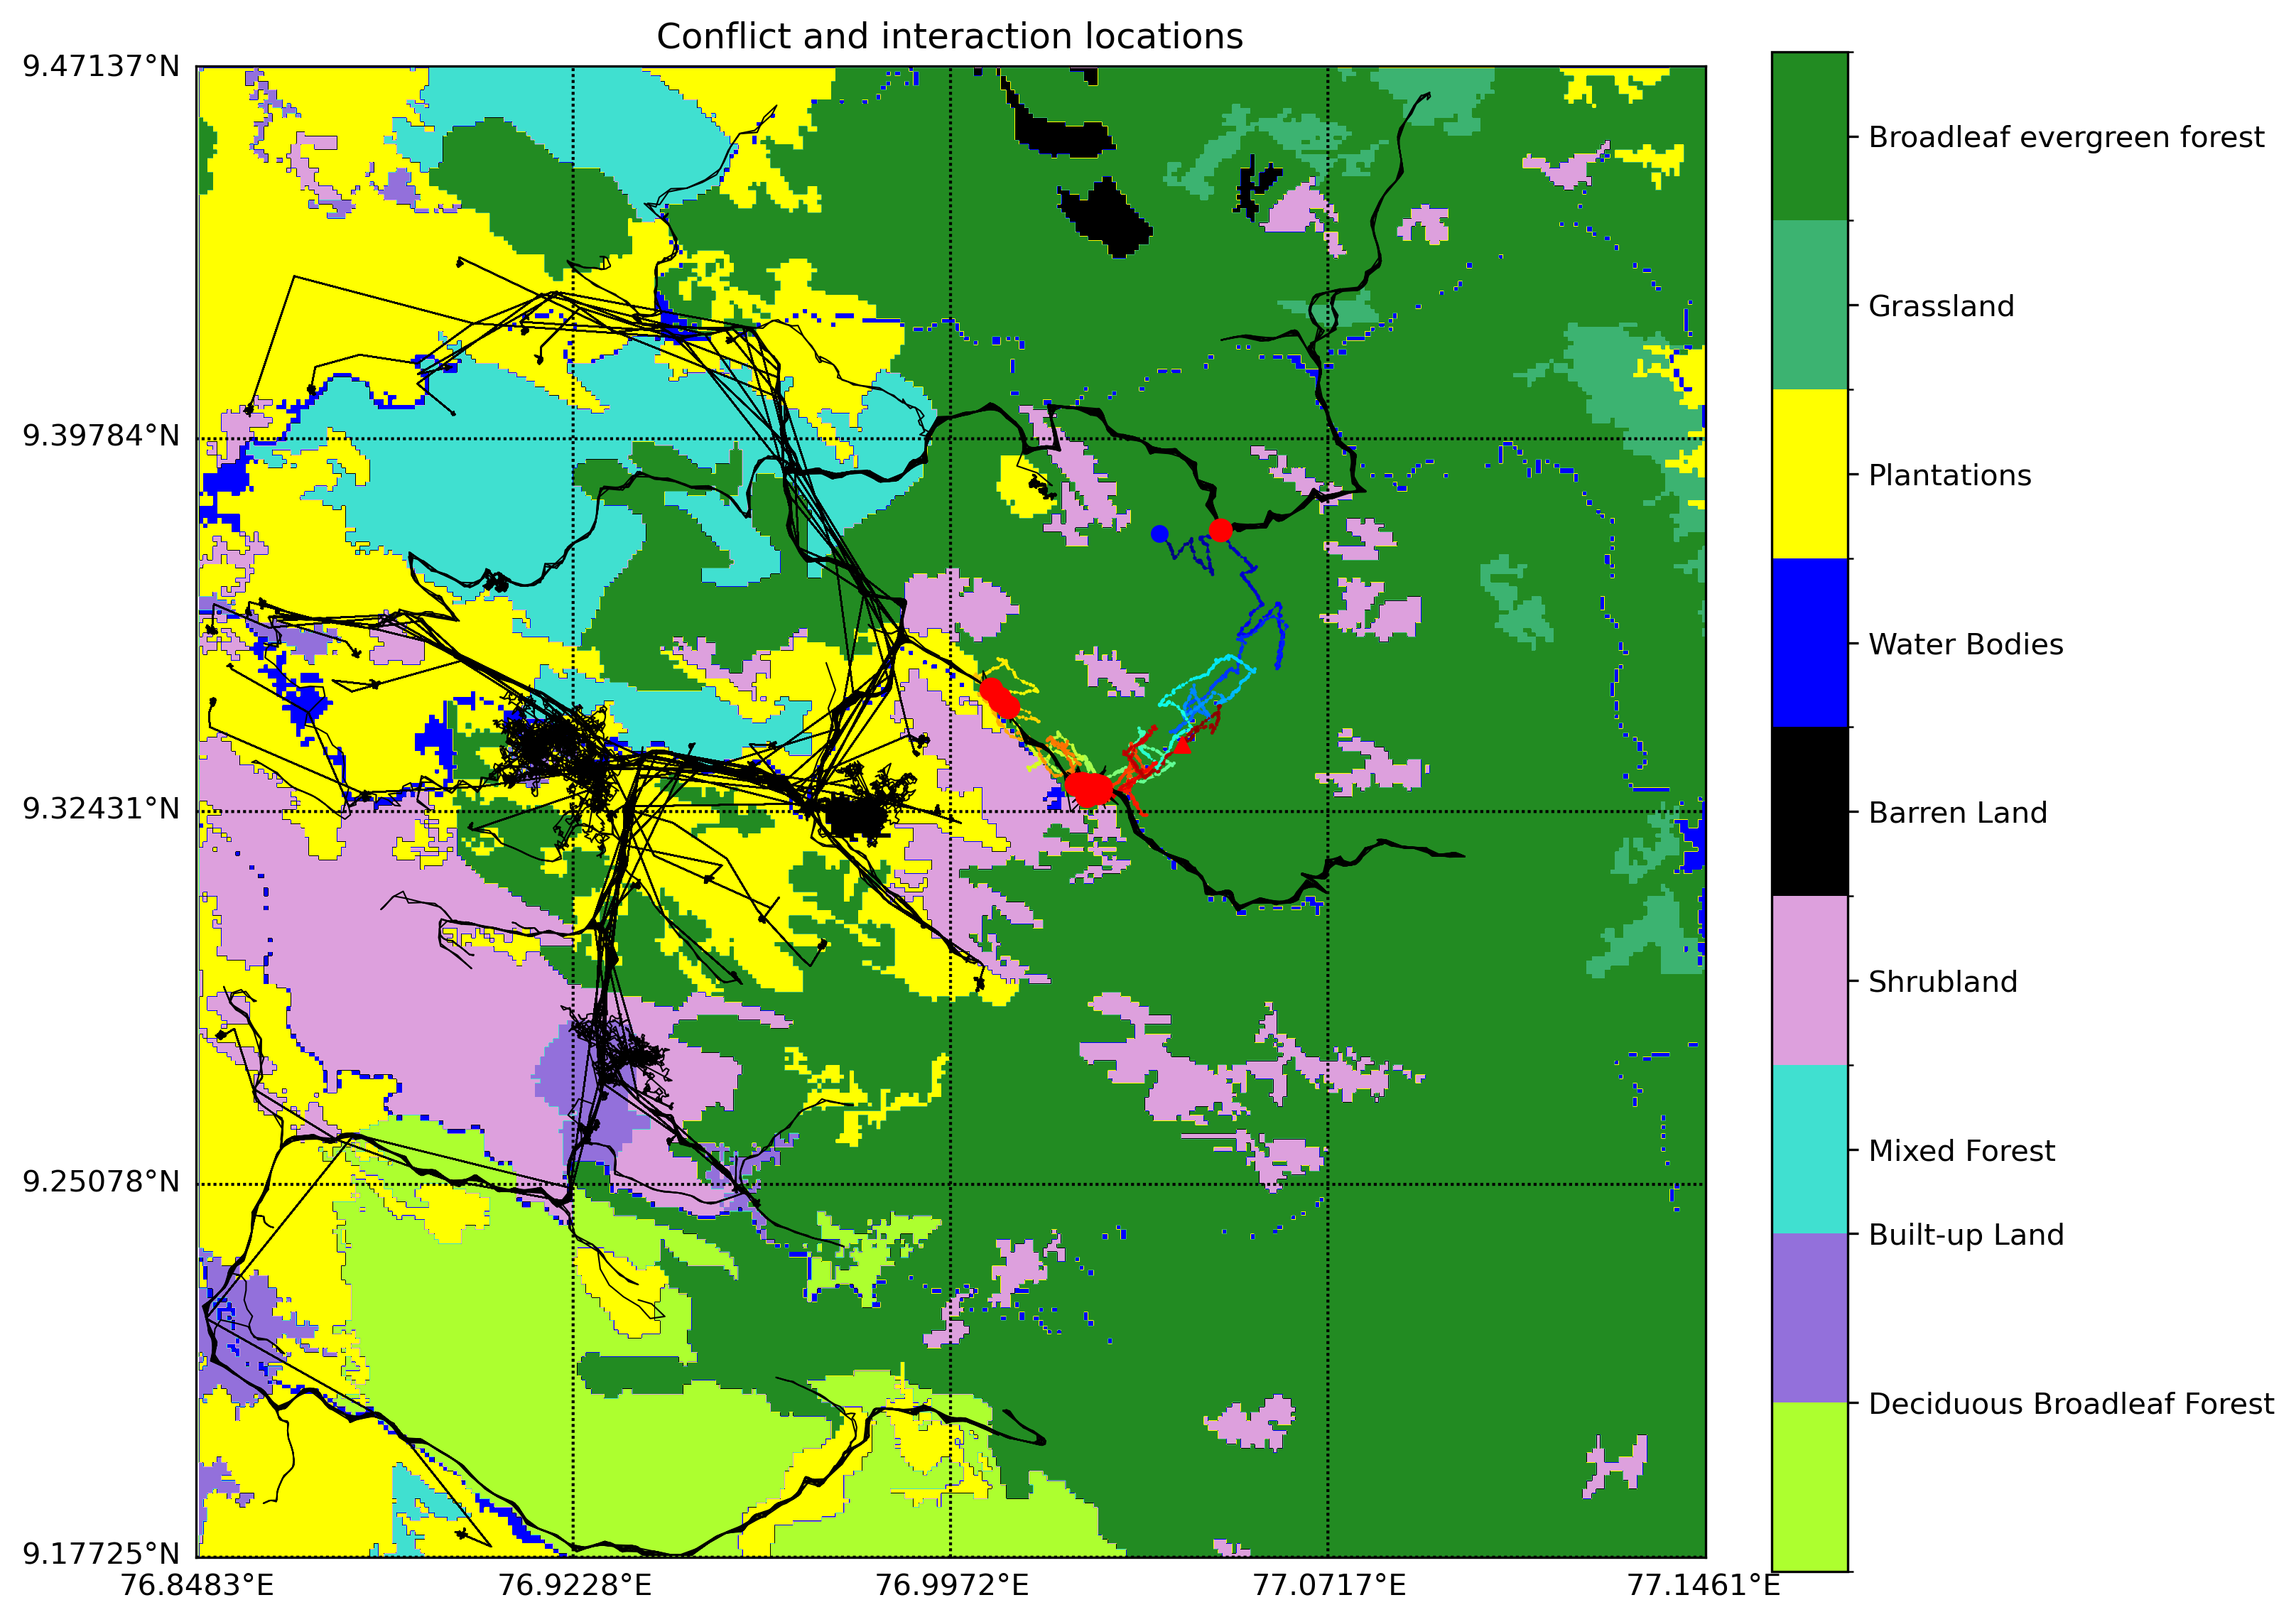 Conflict and interaction locations
9.47137°N
9.39784°N
9.32431°N
9.25078°N
9.17725°N
76.8483°E
76.9228°E
76.9972°E
77.0717°E
77.1461°E
Broadleaf evergreen forest
Grassland
Plantations
Water Bodies
Barren Land
Shrubland
Mixed Forest
Built-up Land
Deciduous Broadleaf Forest